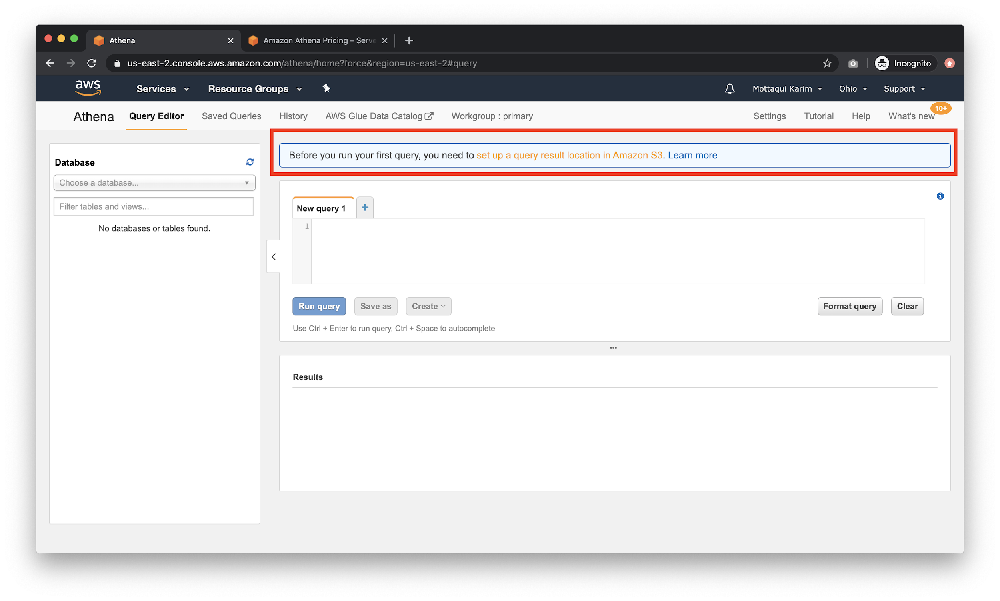 Athena
Amazon Athena Pricing – Serve
us-east-2.console.aws.amazon.com/athena/home?force&region=us-east-2#query
Incognito
aws
Services
Resource Groups
Mottaqui Karim
Ohio
Support
Athena
Query Editor
Saved Queries
History
AWS Glue Data Catalog
Workgroup : primary
Settings
Tutorial
Help
What's new
10+
Database
Choose a database...
Filter tables and views...
No databases or tables found.
Before you run your first query, you need to set up a query result location in Amazon S3. Learn more
New query 1
1
Run query
Save as
Create
Format query
Clear
Use Ctrl + Enter to run query, Ctrl + Space to autocomplete
Results